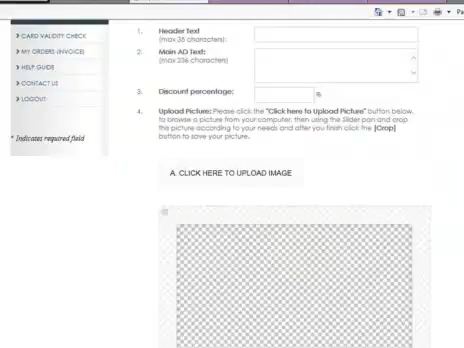 Pa
CARD VALIDITY CHECK
MY ORDERS (INVOICE)
HELP GUIDE
CONTACT US
LOGOUT
* Indicates required field
1. Header Text
(max 35 characters):
2. Main AD Text:
(max 236 characters)
3. Discount percentage:
%
4. Upload Picture: Please click the "Click here to Upload Picture" button below,
to browse a picture from your computer, then using the Slider pan and crop
the picture according to your needs and after you finish click the [Crop]
button to save your picture.
A. CLICK HERE TO UPLOAD IMAGE